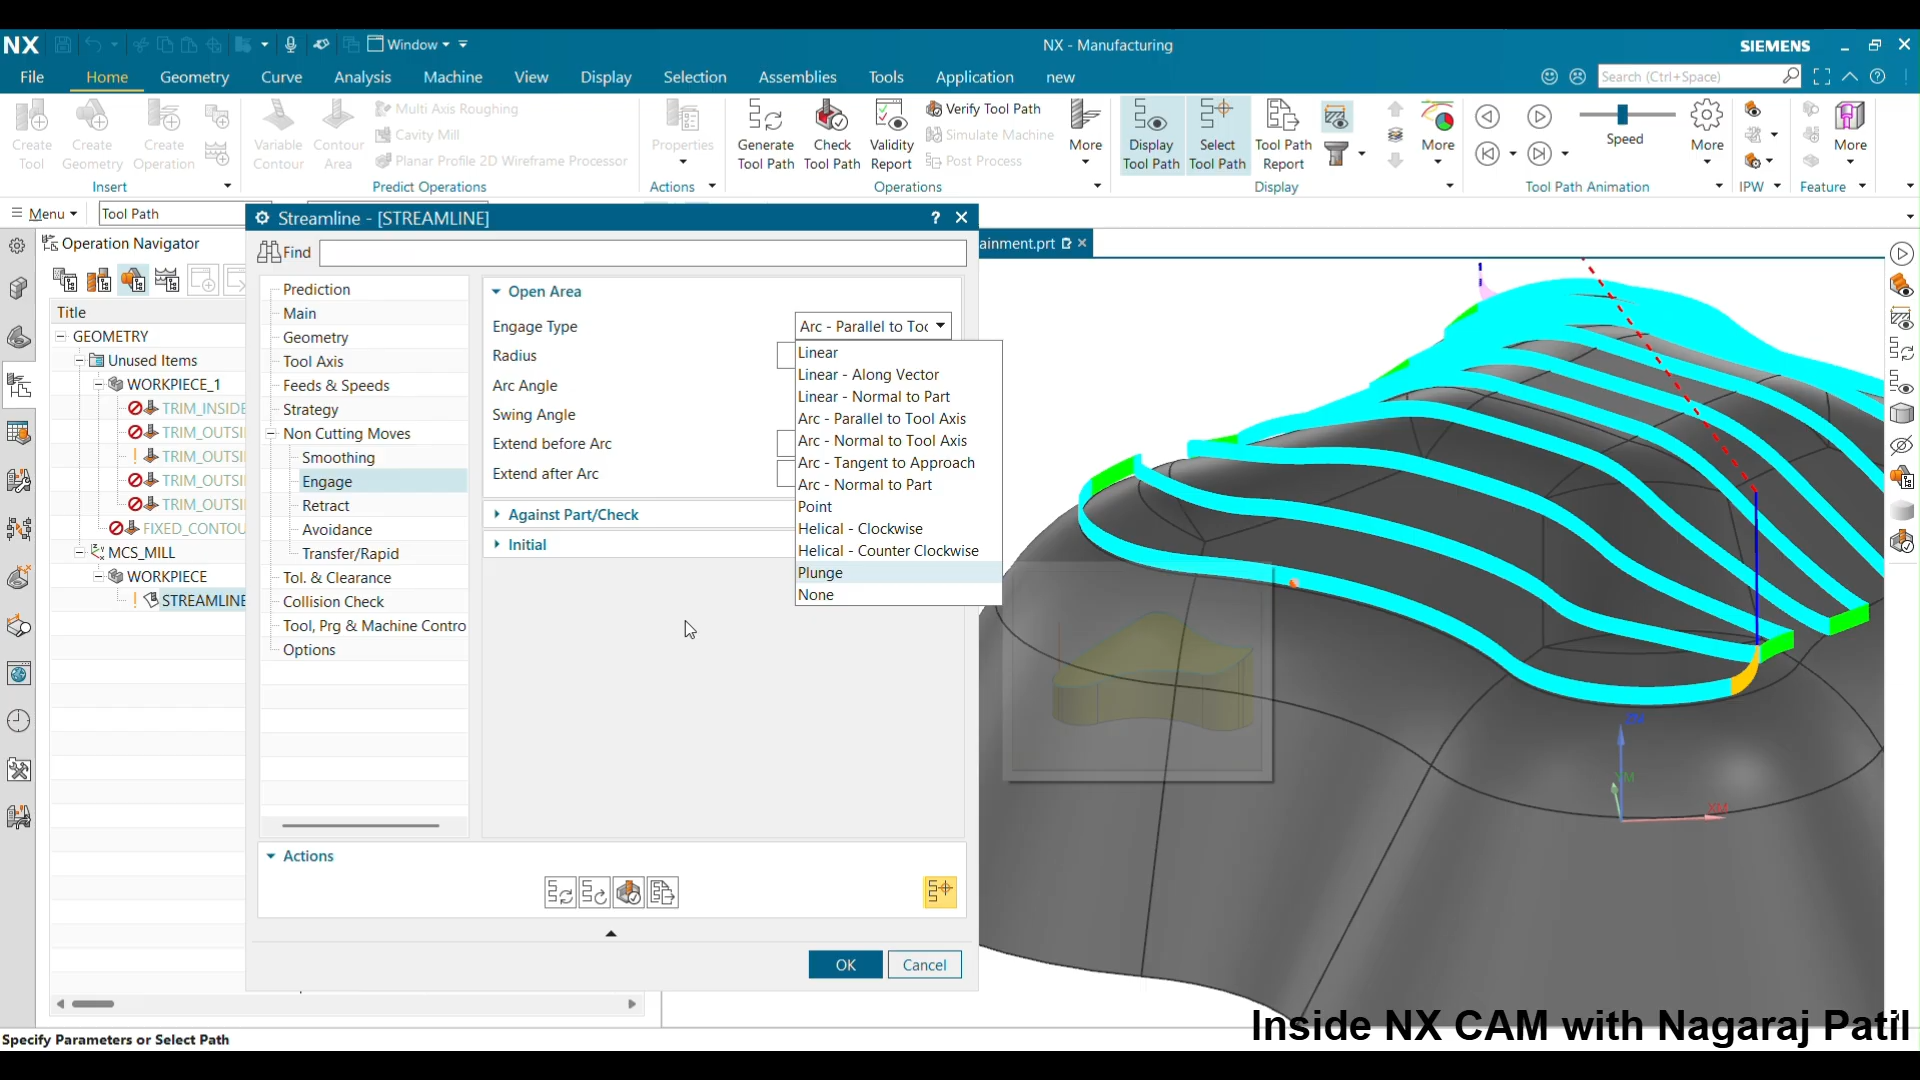 NX
Window
NX - Manufacturing
SIEMENS
File Home Geometry Curve Analysis Machine View Display Selection Assemblies Tools Application new
Search (Ctrl+Space)
Create Tool
Create Geometry
Create Operation
Insert
Variable Contour
Contour Area
Multi Axis Roughing
Cavity Mill
Planar Profile 2D Wireframe Processor
Predict Operations
Properties
Actions
Generate Tool Path
Check Tool Path
Validity Report
Verify Tool Path
Simulate Machine
Post Process
More
Operations
Display Tool Path
Select Tool Path
Tool Path Report
More
Display
Speed
More
Tool Path Animation
IPW
More
Feature
Menu
Tool Path
Streamline - [STREAMLINE]
?
ainment.prt
Operation Navigator
Title
GEOMETRY
Unused Items
WORKPIECE_1
TRIM_INSIDE
TRIM_OUTSI
TRIM_OUTSI
TRIM_OUTSI
TRIM_OUTSI
FIXED_CONTOU
MCS_MILL
WORKPIECE
STREAMLINE
Find
Prediction
Main
Geometry
Tool Axis
Feeds & Speeds
Strategy
Non Cutting Moves
Smoothing
Engage
Retract
Avoidance
Transfer/Rapid
Tol. & Clearance
Collision Check
Tool, Prg & Machine Contro
Options
Open Area
Engage Type
Arc - Parallel to Toc
Radius
Arc Angle
Swing Angle
Extend before Arc
Extend after Arc
Against Part/Check
Initial
Linear
Linear - Along Vector
Linear - Normal to Part
Arc - Parallel to Tool Axis
Arc - Normal to Tool Axis
Arc - Tangent to Approach
Arc - Normal to Part
Point
Helical - Clockwise
Helical - Counter Clockwise
Plunge
None
Actions
OK
Cancel
ZM
YM
XM
Inside NX CAM with Nagaraj Patil
Specify Parameters or Select Path